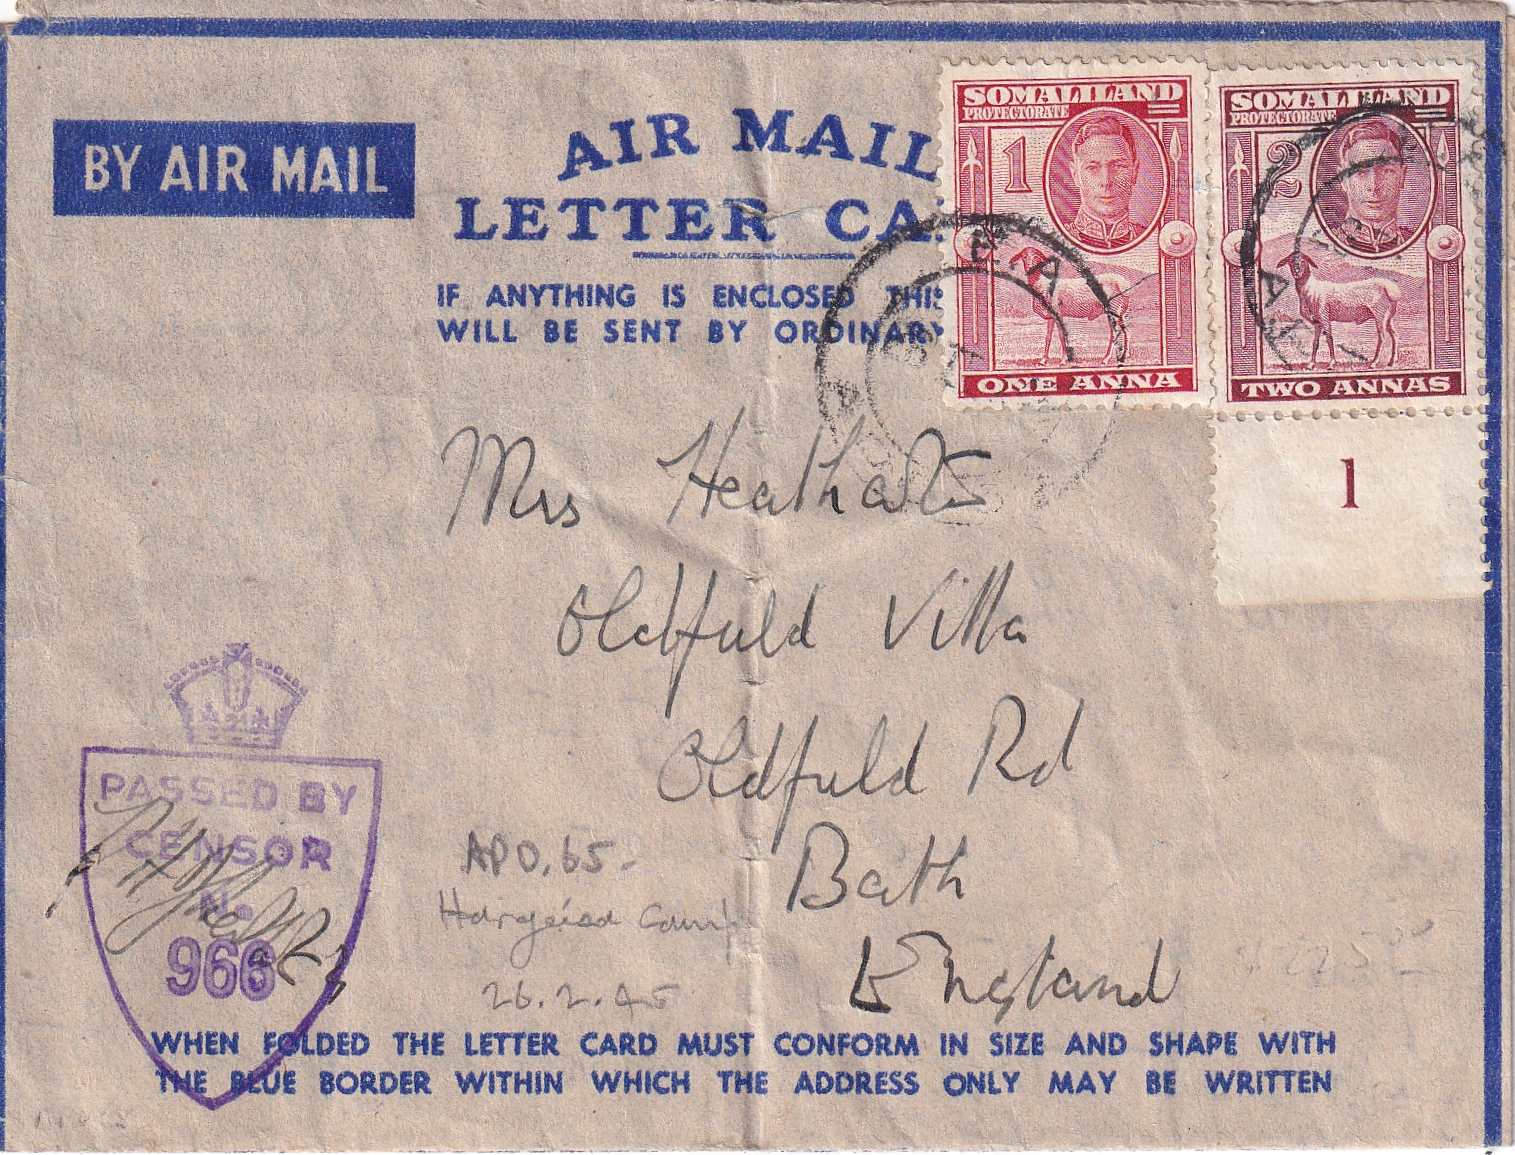 BY AIR MAIL
AIR MAIL
LETTER CA
IF ANYTHING IS ENCLOSED THIS
WILL BE SENT BY ORDINARY
SOMALILAND
PROTECTORATE
1
ONE ANNA
SOMALILAND
PROTECTORATE
2
TWO ANNAS
1
E.A.
Mrs
Oldfield Villa
Oldfield Rd
Bath
England
PASSED BY
CENSOR
No.
966
APO.65-
Hargeisa Camp
26.2.45
WHEN FOLDED THE LETTER CARD MUST CONFORM IN SIZE AND SHAPE WITH
THE BLUE BORDER WITHIN WHICH THE ADDRESS ONLY MAY BE WRITTEN